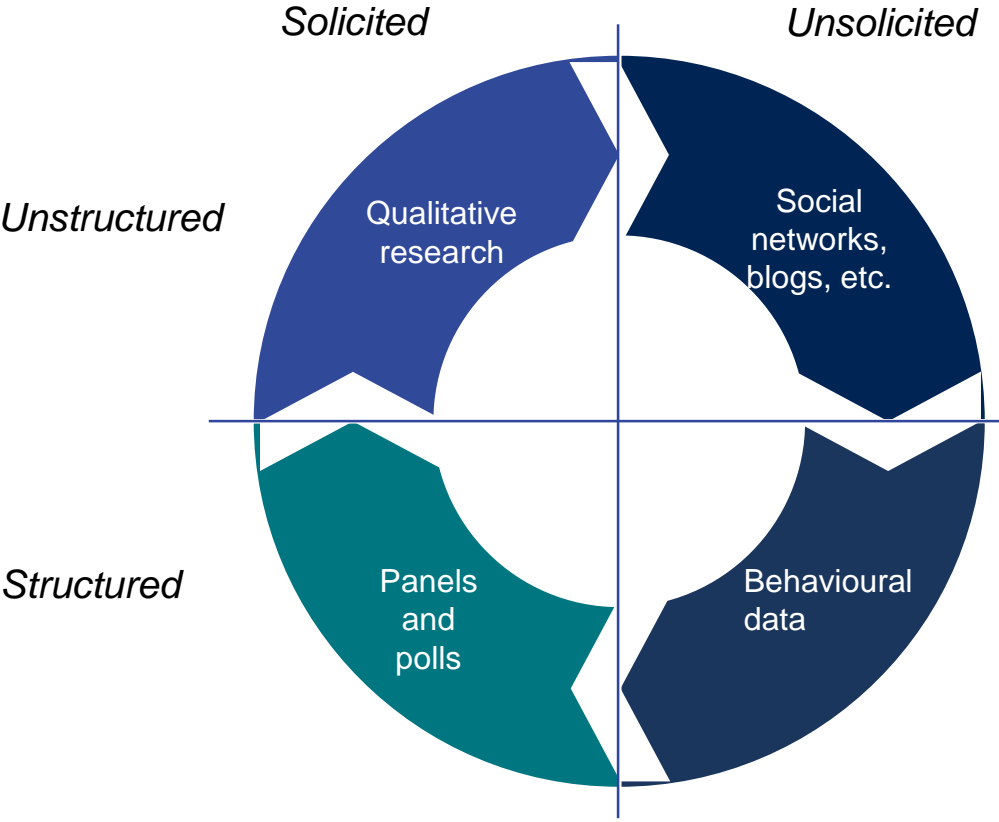 Solicited
Unsolicited
Unstructured
Qualitative
research
Social
networks,
blogs, etc.
Structured
Panels
and
polls
Behavioural
data